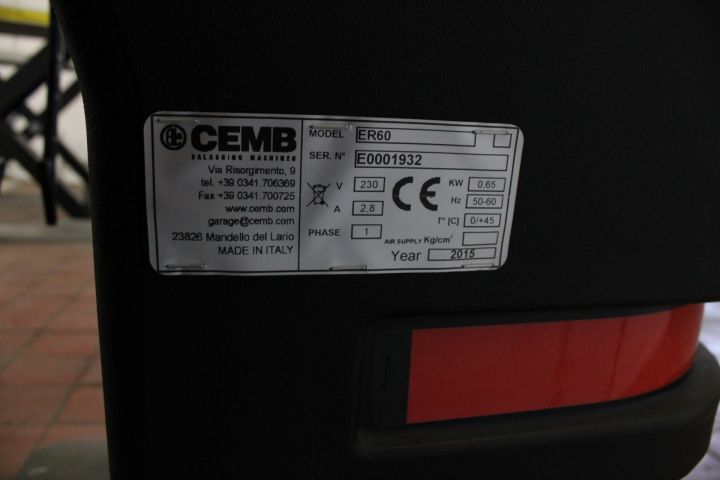 CEMB
BALANCING MACHINES
Via Risorgimento, 9
tel. +39 0341.706369
Fax +39 0341.700725
www.cemb.com
garage@cemb.com
23826 Mandello del Lario
MADE IN ITALY
MODEL ER60
SER. N° E0001932
V 230
A 2,8
PHASE 1
CE
KW 0,65
Hz 50-60
T° [C] 0/+45
AIR SUPPLY Kg/cm²
Year 2015